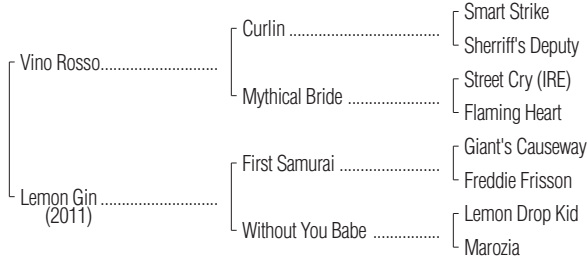 Smart Strike
Curlin
Sherriff's Deputy
Vino Rosso
Street Cry (IRE)
Mythical Bride
Flaming Heart
Giant's Causeway
First Samurai
Freddie Frisson
Lemon Gin
(2011)
Lemon Drop Kid
Without You Babe
Marozia